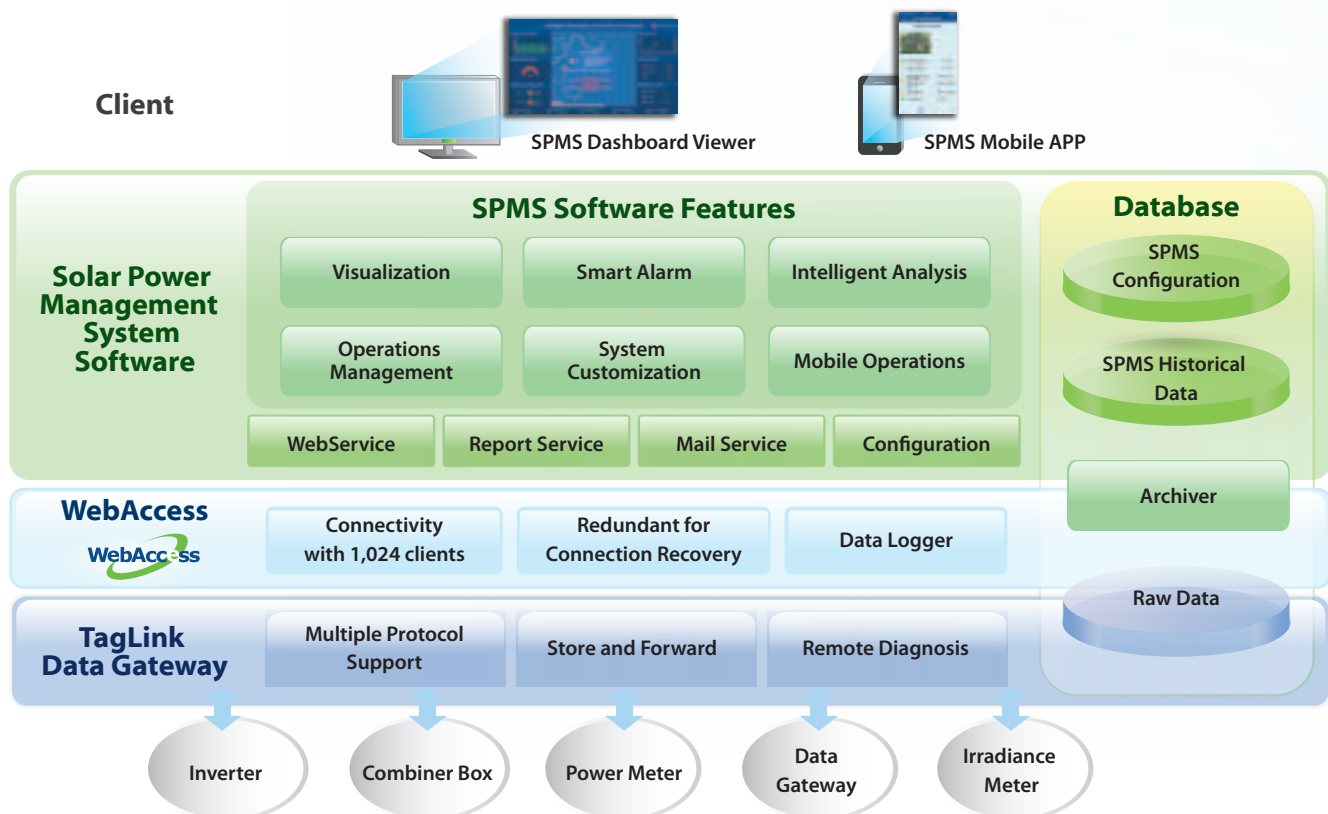 Client
SPMS Dashboard Viewer
SPMS Mobile APP
Solar Power
Management
System
Software
SPMS Software Features
Visualization
Smart Alarm
Intelligent Analysis
Operations
Management
System
Customization
Mobile Operations
WebService
Report Service
Mail Service
Configuration
Database
SPMS
Configuration
SPMS Historical
Data
Archiver
Raw Data
WebAccess
WebAccess
Connectivity
with 1,024 clients
Redundant for
Connection Recovery
Data Logger
TagLink
Data Gateway
Multiple Protocol
Support
Store and Forward
Remote Diagnosis
Inverter
Combiner Box
Power Meter
Data
Gateway
Irradiance
Meter